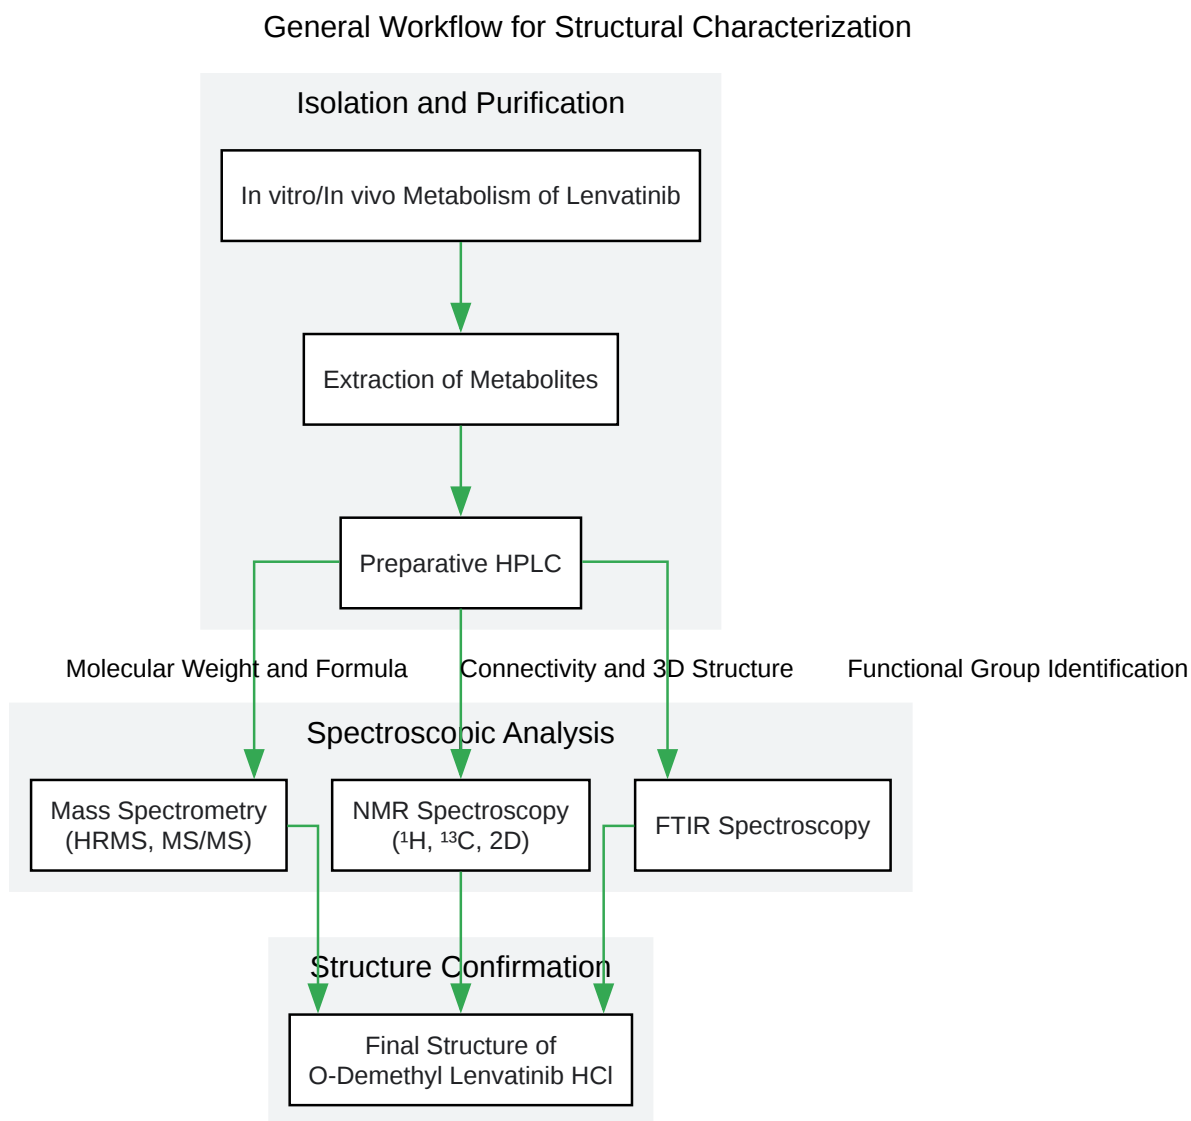 General Workflow for Structural Characterization
Isolation and Purification
In vitro/In vivo Metabolism of Lenvatinib
Extraction of Metabolites
Preparative HPLC
Molecular Weight and Formula
Connectivity and 3D Structure
Functional Group Identification
Spectroscopic Analysis
Mass Spectrometry
(HRMS, MS/MS)
NMR Spectroscopy
(¹H, ¹³C, 2D)
FTIR Spectroscopy
Structure Confirmation
Final Structure of
O-Demethyl Lenvatinib HCl